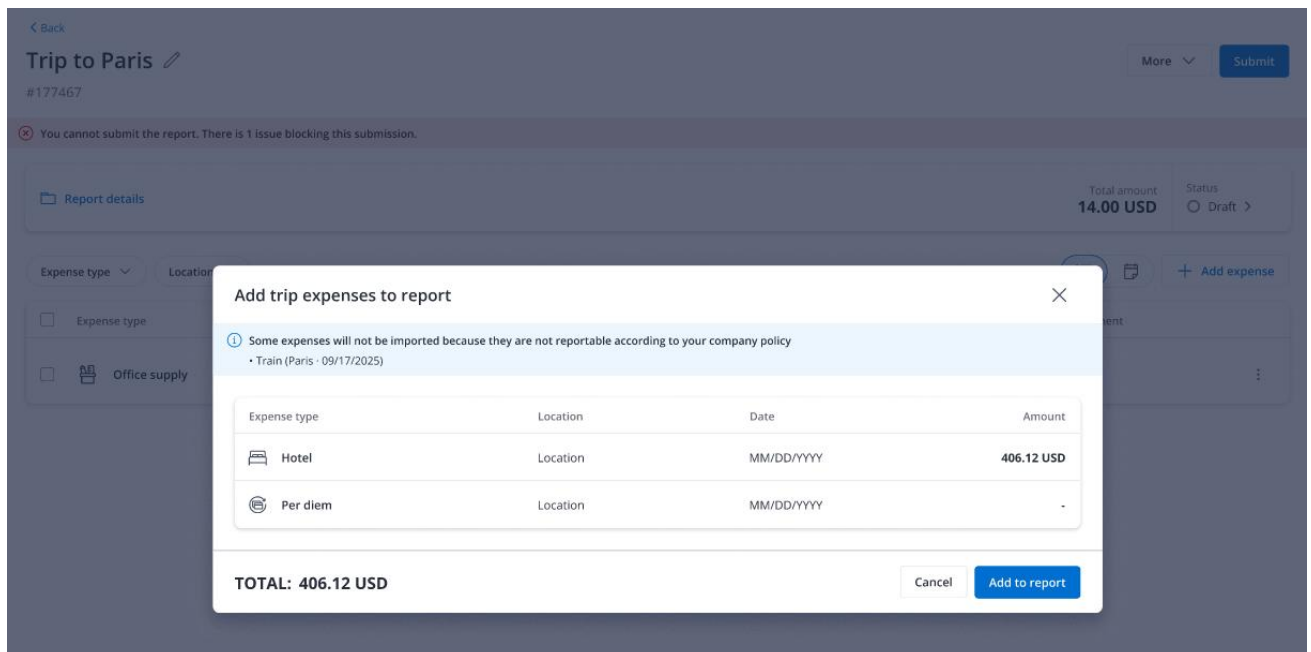 Back
Trip to Paris
More
Submit
#177467
You cannot submit the report. There is 1 issue blocking this submission.
Report details
Total amount
14.00 USD
Status
Draft
Expense type
Location
Add expense
Expense type
Office supply
Add trip expenses to report
Some expenses will not be imported because they are not reportable according to your company policy
• Train (Paris · 09/17/2025)
Expense type Location Date Amount
Hotel Location MM/DD/YYYY 406.12 USD
Per diem Location MM/DD/YYYY -
TOTAL: 406.12 USD
Cancel
Add to report